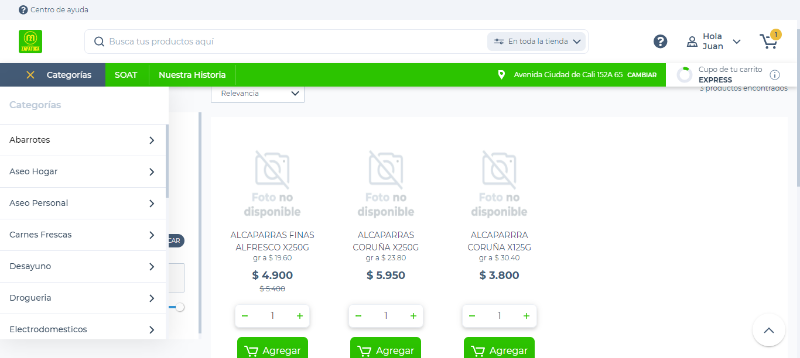 Centro de ayuda
Busca tus productos aquí
En toda la tienda
Hola
Juan
1
Categorías
SOAT
Nuestra Historia
Avenida Ciudad de Cali 152A 65 CAMBIAR
Cupo de tu carrito
EXPRESS
Categorías
Relevancia
3 productos encontrados
Abarrotes
Aseo Hogar
Aseo Personal
Carnes Frescas
Desayuno
Drogueria
Electrodomesticos
CAR
Foto no
disponible
ALCAPARRAS FINAS
ALFRESCO X250G
gr a $ 19.60
$ 4.900
$ 5.400
1
Agregar
Foto no
disponible
ALCAPARRAS
CORUÑA X250G
gr a $ 23.80
$ 5.950
1
Agregar
Foto no
disponible
ALCAPARRRA
CORUÑA X125G
gr a $ 30.40
$ 3.800
1
Agregar